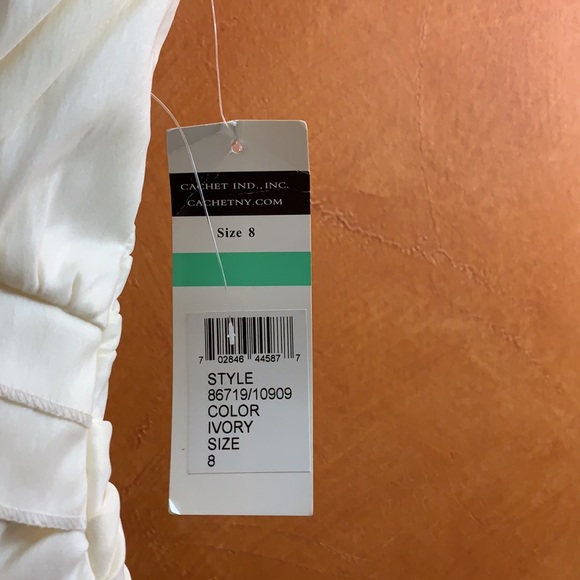 CACHET IND., INC.
CACHETNY.COM
Size 8
7 02846 44587 7
STYLE
86719/10909
COLOR
IVORY
SIZE
8